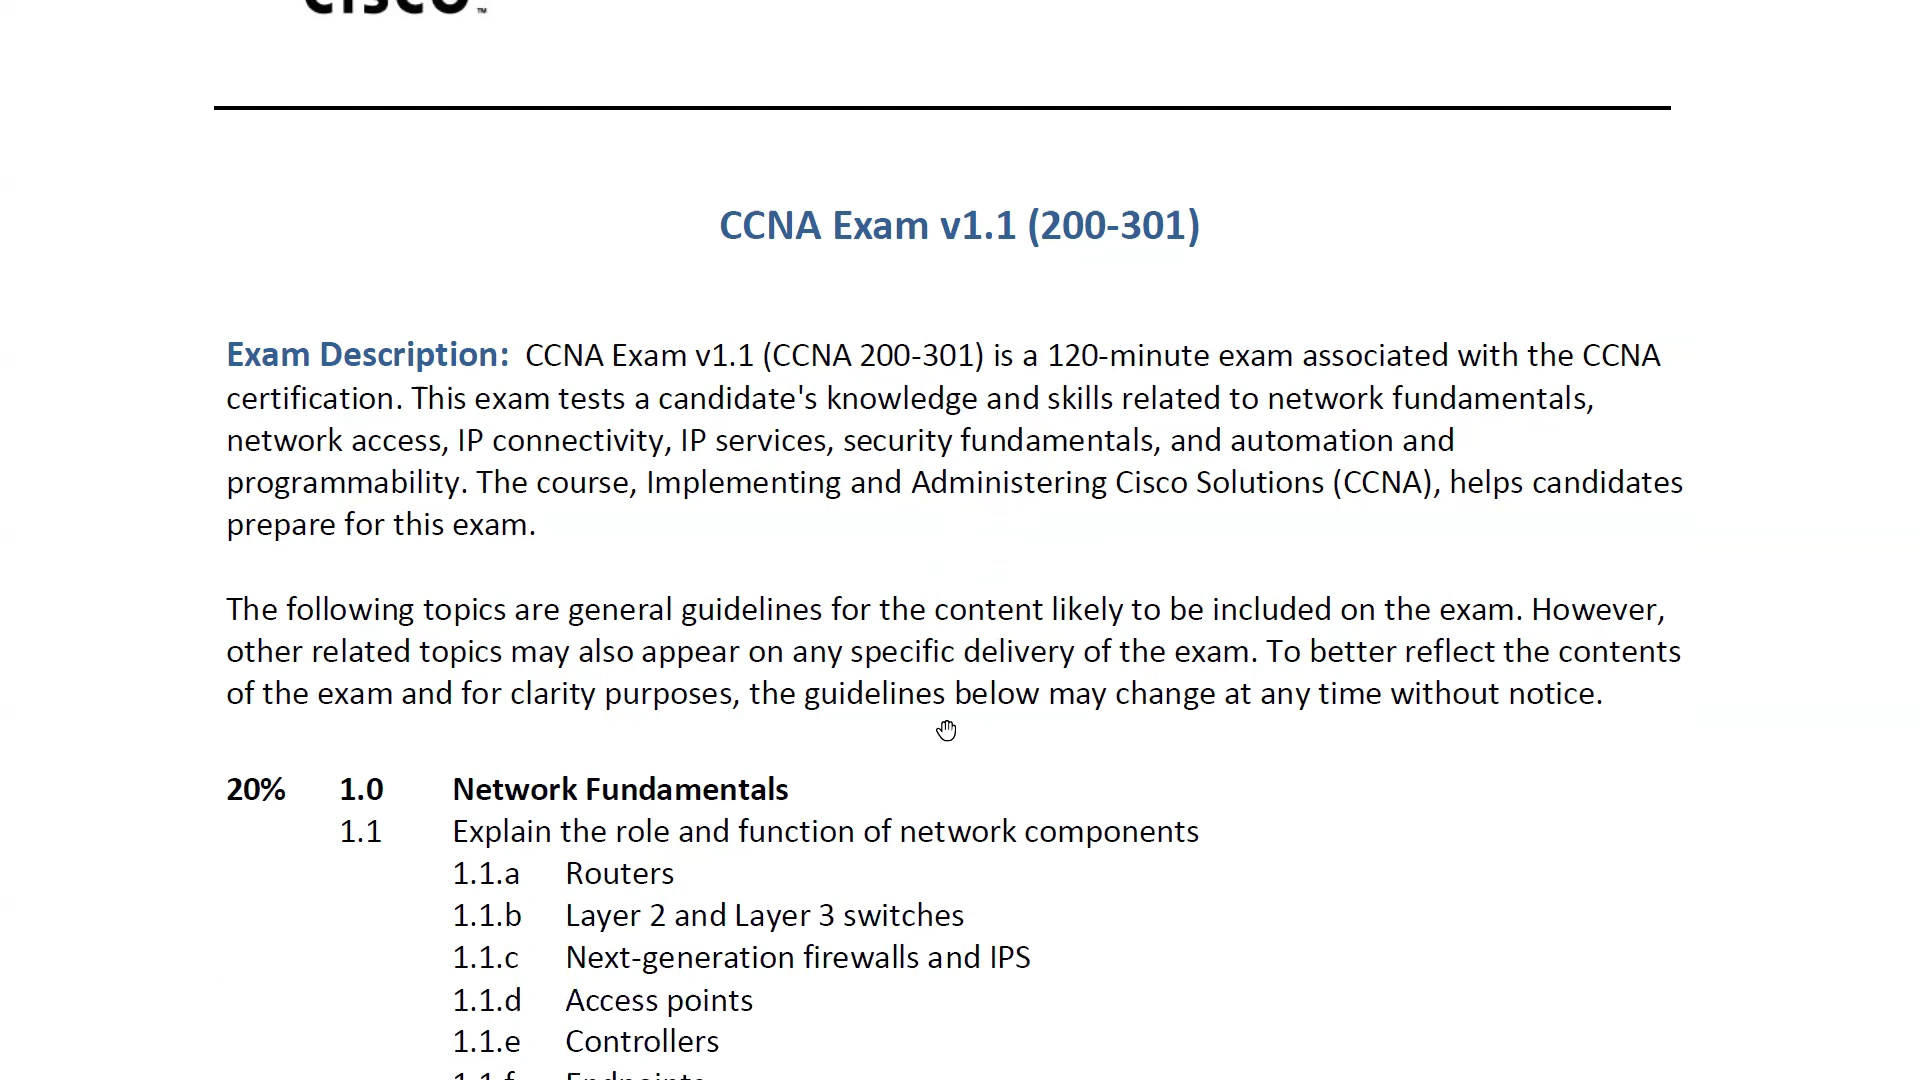 cisco™
CCNA Exam v1.1 (200-301)
Exam Description: CCNA Exam v1.1 (CCNA 200-301) is a 120-minute exam associated with the CCNA
certification. This exam tests a candidate's knowledge and skills related to network fundamentals,
network access, IP connectivity, IP services, security fundamentals, and automation and
programmability. The course, Implementing and Administering Cisco Solutions (CCNA), helps candidates
prepare for this exam.
The following topics are general guidelines for the content likely to be included on the exam. However,
other related topics may also appear on any specific delivery of the exam. To better reflect the contents
of the exam and for clarity purposes, the guidelines below may change at any time without notice.
20% 1.0 Network Fundamentals
1.1 Explain the role and function of network components
1.1.a Routers
1.1.b Layer 2 and Layer 3 switches
1.1.c Next-generation firewalls and IPS
1.1.d Access points
1.1.e Controllers
1.1.f Endpoints